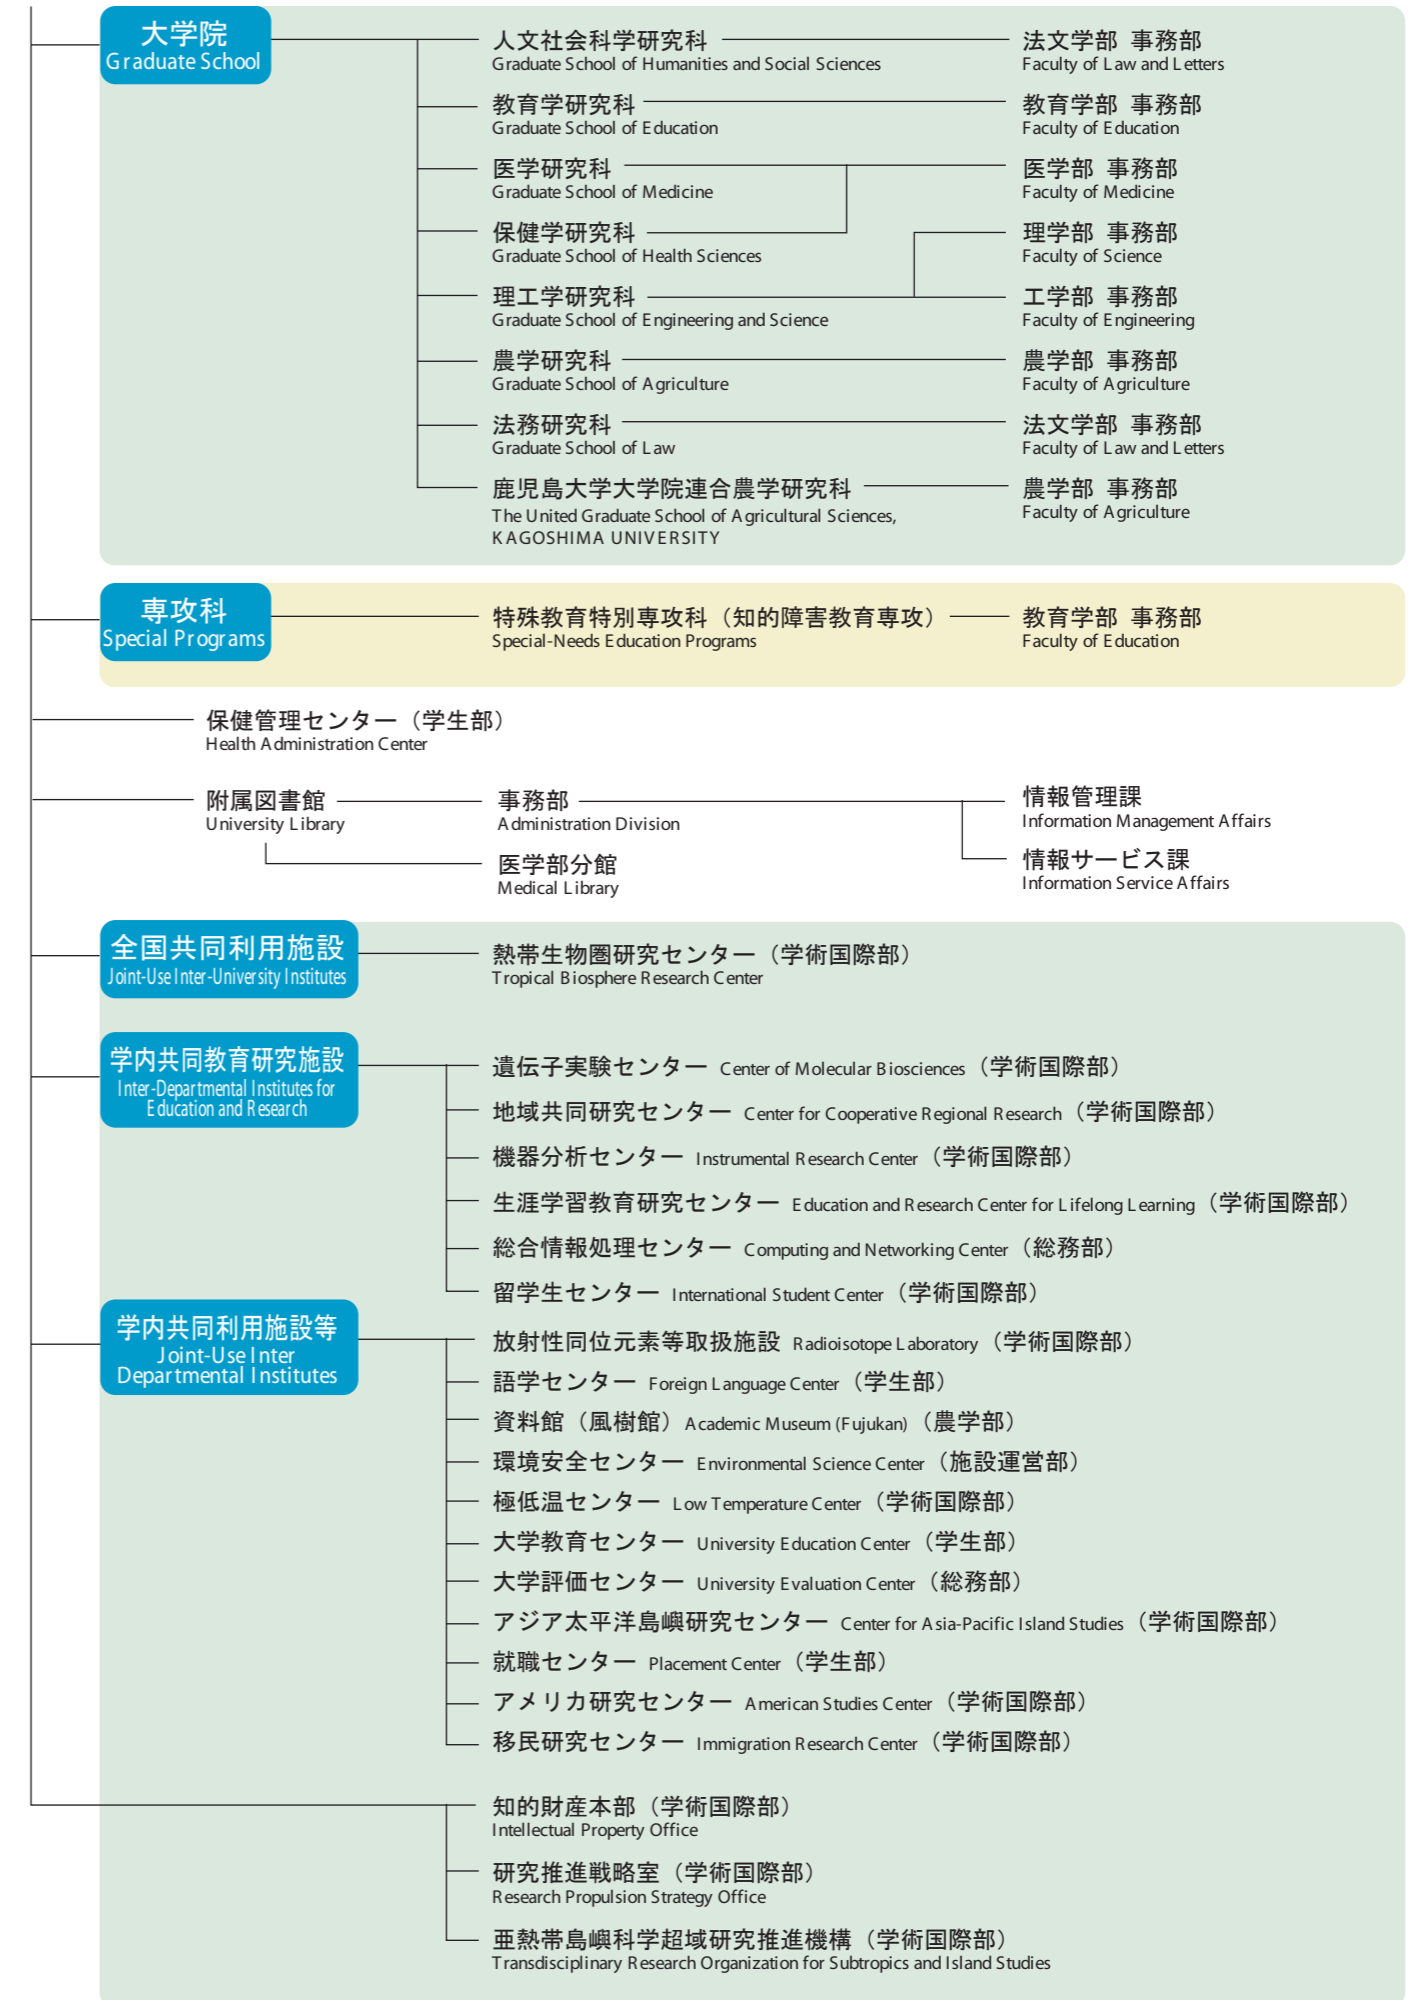 大学院
Graduate School
人文社会科学研究科 法文学部 事務部
Graduate School of Humanities and Social Sciences Faculty of Law and Letters
教育学研究科 教育学部 事務部
Graduate School of Education Faculty of Education
医学研究科 医学部 事務部
Graduate School of Medicine Faculty of Medicine
保健学研究科 理学部 事務部
Graduate School of Health Sciences Faculty of Science
理工学研究科 工学部 事務部
Graduate School of Engineering and Science Faculty of Engineering
農学研究科 農学部 事務部
Graduate School of Agriculture Faculty of Agriculture
法務研究科 法文学部 事務部
Graduate School of Law Faculty of Law and Letters
鹿児島大学大学院連合農学研究科 農学部 事務部
The United Graduate School of Agricultural Sciences, Faculty of Agriculture
KAGOSHIMA UNIVERSITY
専攻科
Special Programs
特殊教育特別専攻科（知的障害教育専攻） 教育学部 事務部
Special-Needs Education Programs Faculty of Education
保健管理センター（学生部）
Health Administration Center
附属図書館 事務部 情報管理課
University Library Administration Division Information Management Affairs
医学部分館 情報サービス課
Medical Library Information Service Affairs
全国共同利用施設
Joint-Use Inter-University Institutes
熱帯生物圏研究センター（学術国際部）
Tropical Biosphere Research Center
学内共同教育研究施設
Inter-Departmental Institutes for
Education and Research
遺伝子実験センター Center of Molecular Biosciences（学術国際部）
地域共同研究センター Center for Cooperative Regional Research（学術国際部）
機器分析センター Instrumental Research Center（学術国際部）
生涯学習教育研究センター Education and Research Center for Lifelong Learning（学術国際部）
総合情報処理センター Computing and Networking Center（総務部）
留学生センター International Student Center（学術国際部）
学内共同利用施設等
Joint-Use Inter
Departmental Institutes
放射性同位元素等取扱施設 Radioisotope Laboratory（学術国際部）
語学センター Foreign Language Center（学生部）
資料館（風樹館）Academic Museum (Fujukan)（農学部）
環境安全センター Environmental Science Center（施設運営部）
極低温センター Low Temperature Center（学術国際部）
大学教育センター University Education Center（学生部）
大学評価センター University Evaluation Center（総務部）
アジア太平洋島嶼研究センター Center for Asia-Pacific Island Studies（学術国際部）
就職センター Placement Center（学生部）
アメリカ研究センター American Studies Center（学術国際部）
移民研究センター Immigration Research Center（学術国際部）
知的財産本部（学術国際部）
Intellectual Property Office
研究推進戦略室（学術国際部）
Research Propulsion Strategy Office
亜熱帯島嶼科学超域研究推進機構（学術国際部）
Transdisciplinary Research Organization for Subtropics and Island Studies